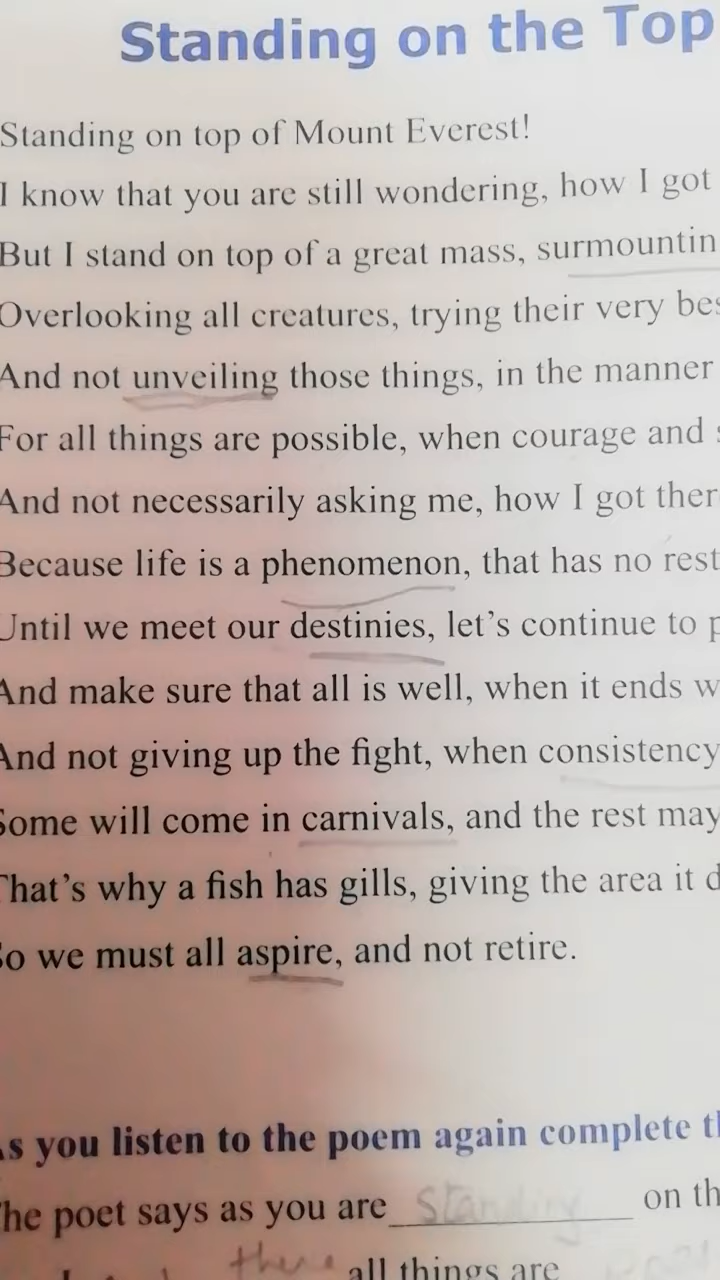 Standing on the Top
Standing on top of Mount Everest!
I know that you are still wondering, how I got
But I stand on top of a great mass, surmountin
Overlooking all creatures, trying their very bes
And not unveiling those things, in the manner
For all things are possible, when courage and s
And not necessarily asking me, how I got ther
Because life is a phenomenon, that has no rest
Until we meet our destinies, let's continue to p
And make sure that all is well, when it ends w
And not giving up the fight, when consistency
Some will come in carnivals, and the rest may
That's why a fish has gills, giving the area it d
So we must all aspire, and not retire.
As you listen to the poem again complete th
The poet says as you are Standing on th
there all things are